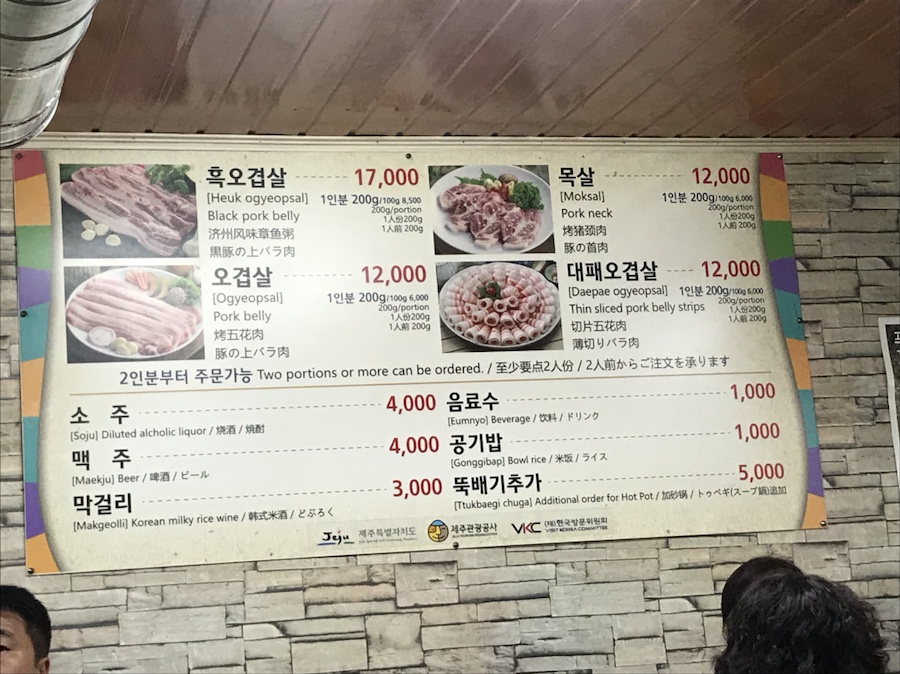 흑오겹살 17,000
[Heuk ogyeopsal] 1인분 200g/100g 8,500
Black pork belly 200g/portion
济州风味章鱼粥 1人份200g
黒豚の上バラ肉 1人前 200g
목살 12,000
[Moksal] 1인분 200g/100g 6,000
Pork neck 200g/portion
烤猪颈肉 1人份200g
豚の首肉 1人前 200g
오겹살 12,000
[Ogyeopsal] 1인분 200g/100g 6,000
Pork belly 200g/portion
烤五花肉 1人份200g
豚の上バラ肉 1人前 200g
대패오겹살 12,000
[Daepae ogyeopsal] 1인분 200g/100g 6,000
Thin sliced pork belly strips 200g/portion
切片五花肉 1人份200g
薄切りバラ肉 1人前 200g
2인분부터 주문가능 Two portions or more can be ordered. / 至少要点2人份 / 2人前からご注文を承ります
소 주 4,000
[Soju] Diluted alcholic liquor / 烧酒 / 焼酎
맥 주 4,000
[Maekju] Beer / 啤酒 / ビール
막걸리 3,000
[Makgeolli] Korean milky rice wine / 韩式米酒 / どぶろく
음료수 1,000
[Eumnyo] Beverage / 饮料 / ドリンク
공기밥 1,000
[Gonggibap] Bowl rice / 米饭 / ライス
뚝배기추가 5,000
[Ttukbaegi chuga] Additional order for Hot Pot / 加砂锅 / トゥベギ(スープ鍋)追加
Jeju 제주특별자치도
제주관광공사
VKC (재)한국방문위원회
VISIT KOREA COMMITTEE